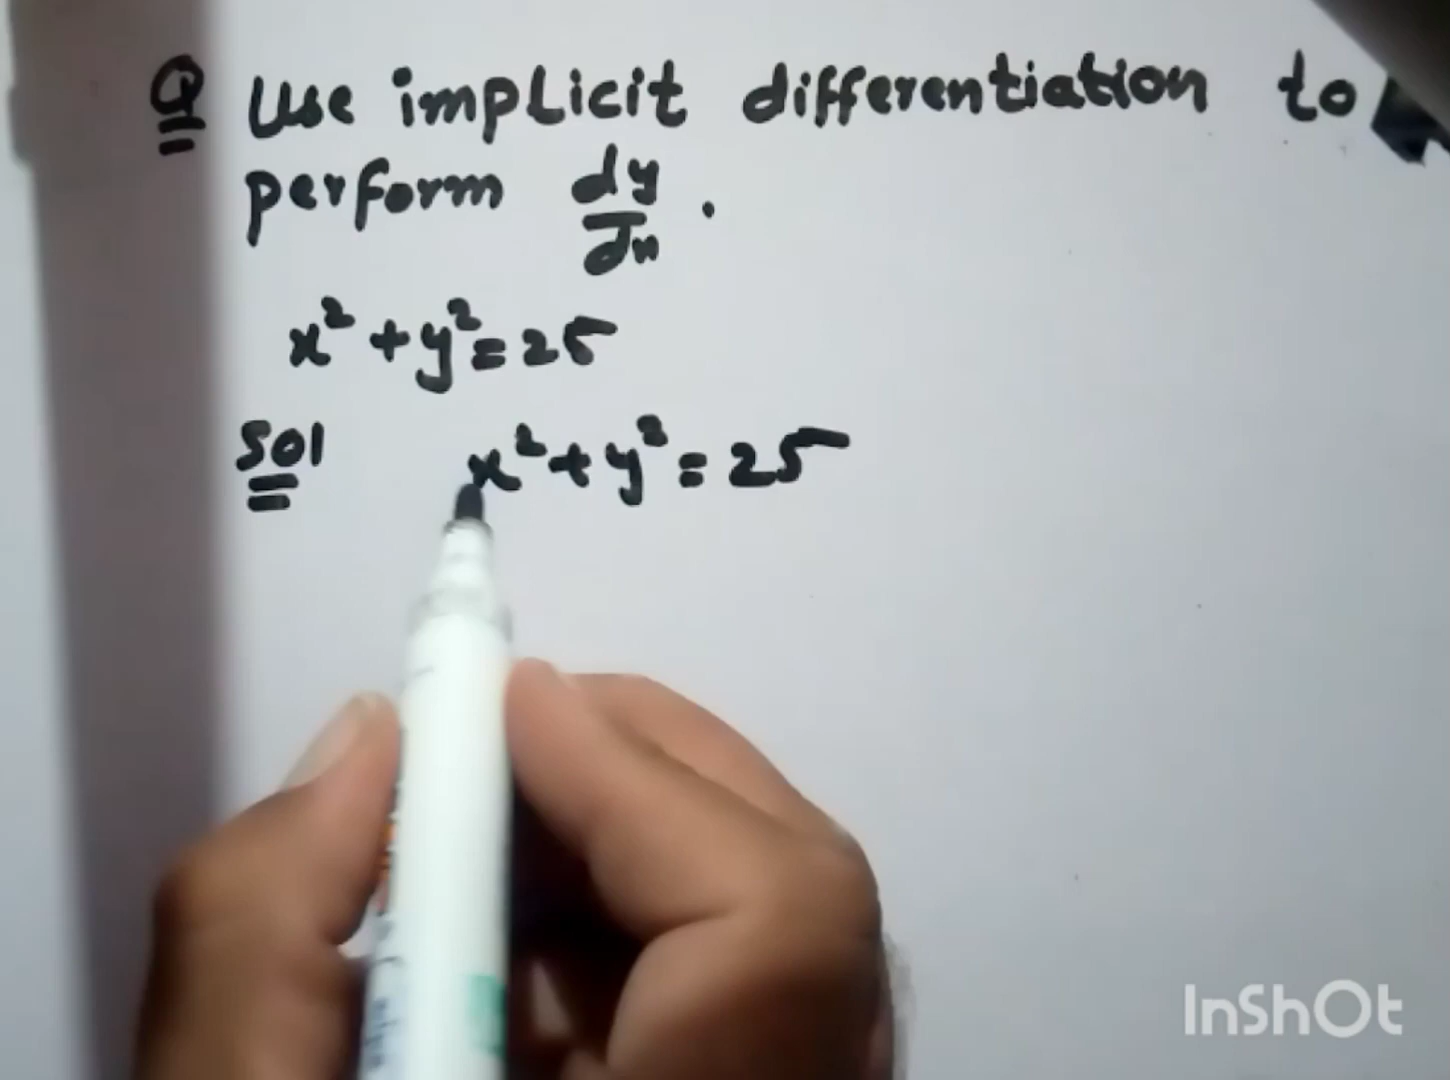 Q Use implicit differentiation to
perform dy/dx .
x² + y² = 25
Sol x² + y² = 25
InShOt